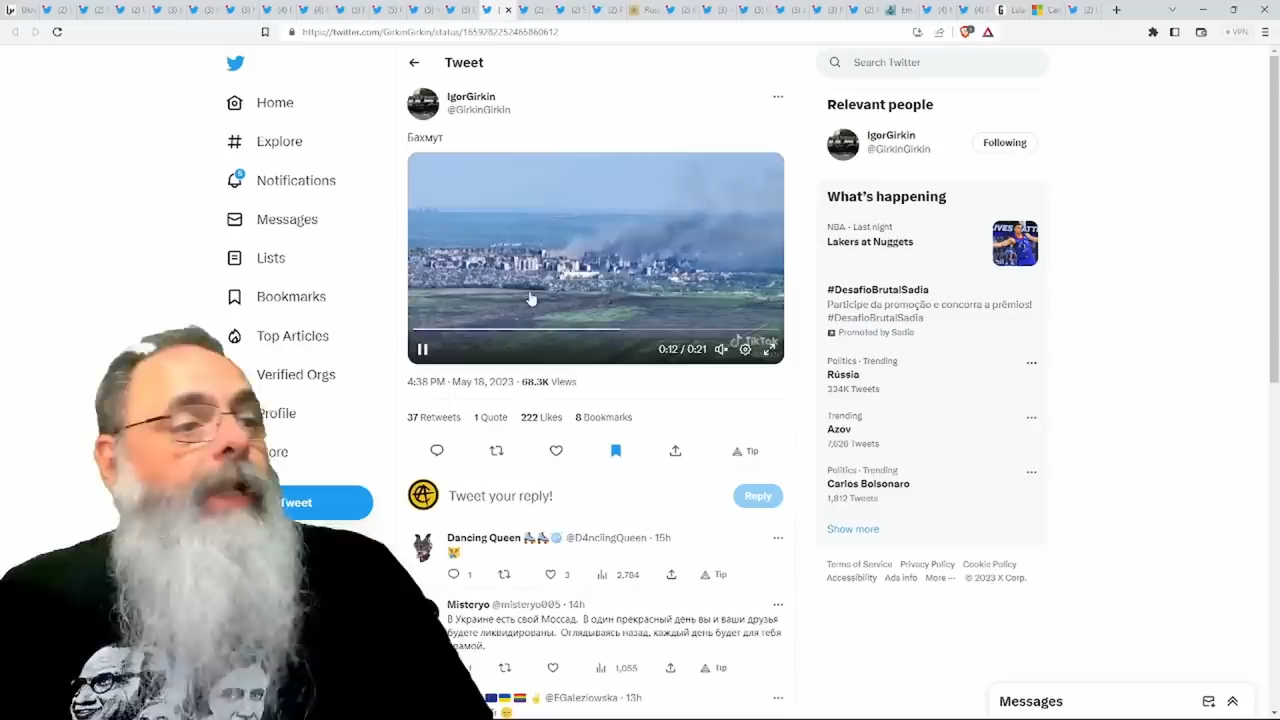 https://twitter.com/GirkinGirkin/status/1659282252465860612
VPN
Home
Explore
Notifications
Messages
Lists
Bookmarks
Top Articles
Verified Orgs
Profile
ore
Tweet
Tweet
IgorGirkin
@GirkinGirkin
Бахмут
0:12 / 0:21
TikTok
4:38 PM · May 18, 2023 · 68.3K Views
37 Retweets 1 Quote 222 Likes 8 Bookmarks
Tip
Tweet your reply!
Reply
Dancing Queen @D4nc1ngQueen · 15h
1 3 2,784 Tip
Misteryo @misteryo005 · 14h
В Украине есть свой Моссад. В один прекрасный день вы и ваши друзья
будете ликвидированы. Оглядываясь назад, каждый день будет для тебя
1,055 Tip
@EGaleziowska · 13h
Search Twitter
Relevant people
IgorGirkin
@GirkinGirkin
Following
What's happening
NBA · Last night
Lakers at Nuggets
#DesafioBrutalSadia
Participe da promoção e concorra a prêmios!
#DesafioBrutalSadia
Promoted by Sadia
Politics · Trending
Rússia
334K Tweets
Trending
Azov
7,626 Tweets
Politics · Trending
Carlos Bolsonaro
1,812 Tweets
Show more
Terms of Service Privacy Policy Cookie Policy
Accessibility Ads info More ··· © 2023 X Corp.
Messages